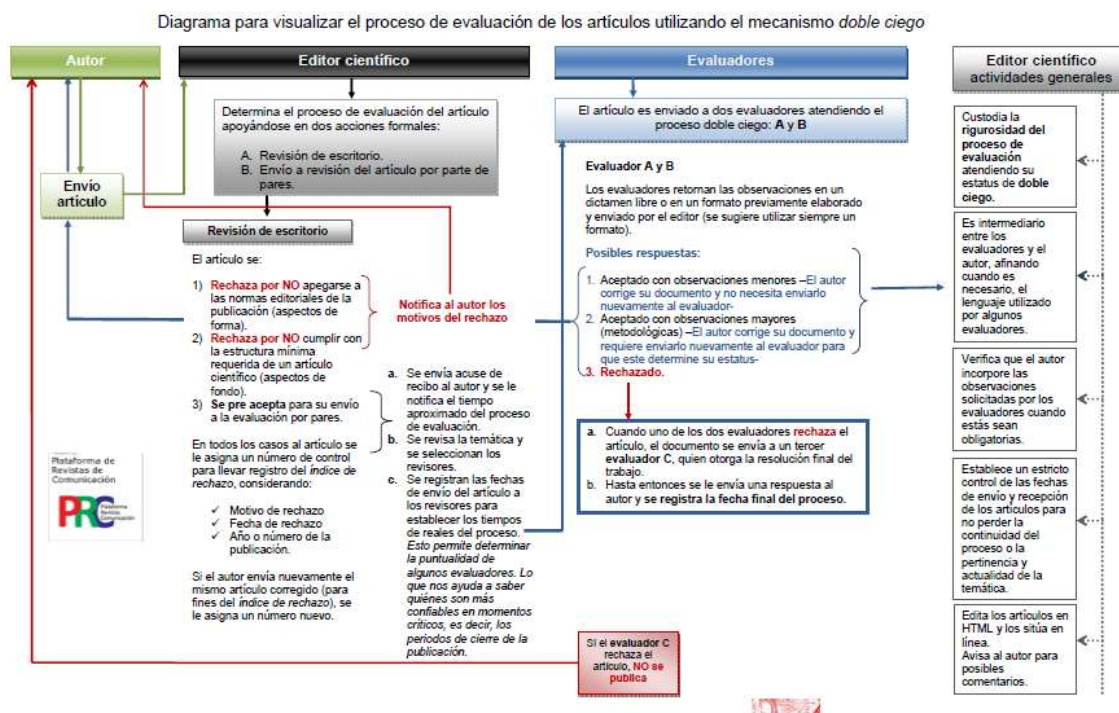 Diagrama para visualizar el proceso de evaluación de los artículos utilizando el mecanismo doble ciego
Autor
Envío
artículo
Editor científico
Determina el proceso de evaluación del artículo
apoyándose en dos acciones formales:
A. Revisión de escritorio.
B. Envío a revisión del artículo por parte de
pares.
Revisión de escritorio
El artículo se:
1) Rechaza por NO apegarse a
las normas editoriales de la
publicación (aspectos de
forma).
2) Rechaza por NO cumplir con
la estructura mínima
requerida de un artículo
científico (aspectos de
fondo).
3) Se pre acepta para su envío
a la evaluación por pares.
En todos los casos al artículo se
le asigna un número de control
para llevar registro del índice de
rechazo, considerando:
✓ Motivo de rechazo
✓ Fecha de rechazo
✓ Año o número de la
publicación.
Si el autor envía nuevamente el
mismo artículo corregido (para
fines del índice de rechazo), se
le asigna un número nuevo.
Notifica al autor los
motivos del rechazo
a. Se envía acuse de
recibo al autor y se le
notifica el tiempo
aproximado del proceso
de evaluación.
b. Se revisa la temática y
se seleccionan los
revisores.
c. Se registran las fechas
de envío del artículo a
los revisores para
establecer los tiempos
de reales del proceso.
Esto permite determinar
la puntualidad de
algunos evaluadores. Lo
que nos ayuda a saber
quiénes son más
confiables en momentos
críticos, es decir, los
periodos de cierre de la
publicación.
Plataforma de
Revistas de
Comunicación
PRC
Plataforma
Revistas
Comunicación
Evaluadores
El artículo es enviado a dos evaluadores atendiendo el
proceso doble ciego: A y B
Evaluador A y B
Los evaluadores retornan las observaciones en un
dictamen libre o en un formato previamente elaborado
y enviado por el editor (se sugiere utilizar siempre un
formato).
Posibles respuestas:
1. Aceptado con observaciones menores –El autor
corrige su documento y no necesita enviarlo
nuevamente al evaluador-
2. Aceptado con observaciones mayores
(metodológicas) –El autor corrige su documento y
requiere enviarlo nuevamente al evaluador para
que este determine su estatus-
3. Rechazado.
a. Cuando uno de los dos evaluadores rechaza el
artículo, el documento se envía a un tercer
evaluador C, quien otorga la resolución final del
trabajo.
b. Hasta entonces se le envía una respuesta al
autor y se registra la fecha final del proceso.
Si el evaluador C
rechaza el
artículo, NO se
publica
Editor científico
actividades generales
Custodia la
rigurosidad del
proceso de
evaluación
atendiendo su
estatus de doble
ciego.
Es intermediario
entre los
evaluadores y el
autor, afinando
cuando es
necesario, el
lenguaje utilizado
por algunos
evaluadores.
Verifica que el autor
incorpore las
observaciones
solicitadas por los
evaluadores cuando
estás sean
obligatorias.
Establece un estricto
control de las fechas
de envío y recepción
de los artículos para
no perder la
continuidad del
proceso o la
pertinencia y
actualidad de la
temática.
Edita los artículos en
HTML y los sitúa en
línea.
Avisa al autor para
posibles
comentarios.